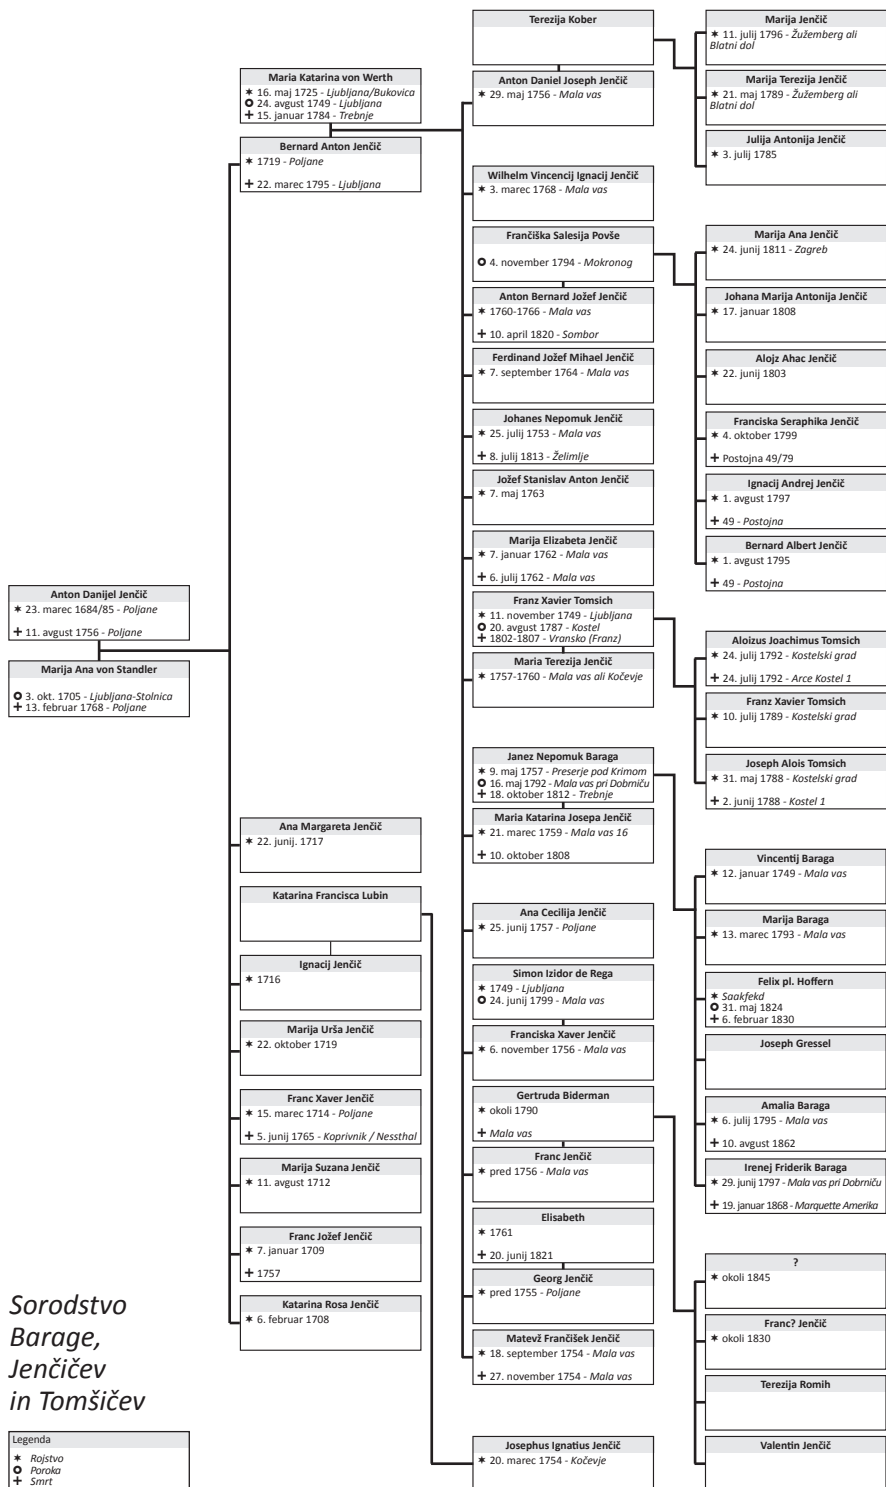 Anton Danijel Jenčič
✶ 23. marec 1684/85 - Poljane
+ 11. avgust 1756 - Poljane
Marija Ana von Standler
O 3. okt. 1705 - Ljubljana-Stolnica
+ 13. februar 1768 - Poljane
Maria Katarina von Werth
✶ 16. maj 1725 - Ljubljana/Bukovica
O 24. avgust 1749 - Ljubljana
+ 15. januar 1784 - Trebnje
Bernard Anton Jenčič
✶ 1719 - Poljane
+ 22. marec 1795 - Ljubljana
Ana Margareta Jenčič
✶ 22. junij. 1717
Katarina Francisca Lubin
Ignacij Jenčič
✶ 1716
Marija Urša Jenčič
✶ 22. oktober 1719
Franc Xaver Jenčič
✶ 15. marec 1714 - Poljane
+ 5. junij 1765 - Koprivnik / Nessthal
Marija Suzana Jenčič
✶ 11. avgust 1712
Franc Jožef Jenčič
✶ 7. januar 1709
+ 1757
Katarina Rosa Jenčič
✶ 6. februar 1708
Terezija Kober
Anton Daniel Joseph Jenčič
✶ 29. maj 1756 - Mala vas
Wilhelm Vincencij Ignacij Jenčič
✶ 3. marec 1768 - Mala vas
Frančiška Salesija Povše
O 4. november 1794 - Mokronog
Anton Bernard Jožef Jenčič
✶ 1760-1766 - Mala vas
+ 10. april 1820 - Sombor
Ferdinand Jožef Mihael Jenčič
✶ 7. september 1764 - Mala vas
Johanes Nepomuk Jenčič
✶ 25. julij 1753 - Mala vas
+ 8. julij 1813 - Želimlje
Jožef Stanislav Anton Jenčič
✶ 7. maj 1763
Marija Elizabeta Jenčič
✶ 7. januar 1762 - Mala vas
+ 6. julij 1762 - Mala vas
Franz Xavier Tomsich
✶ 11. november 1749 - Ljubljana
O 20. avgust 1787 - Kostel
+ 1802-1807 - Vransko (Franz)
Maria Terezija Jenčič
✶ 1757-1760 - Mala vas ali Kočevje
Janez Nepomuk Baraga
✶ 9. maj 1757 - Preserje pod Krimom
O 16. maj 1792 - Mala vas pri Dobrniču
+ 18. oktober 1812 - Trebnje
Maria Katarina Josepa Jenčič
✶ 21. marec 1759 - Mala vas 16
+ 10. oktober 1808
Ana Cecilija Jenčič
✶ 25. junij 1757 - Poljane
Simon Izidor de Rega
✶ 1749 - Ljubljana
O 24. junij 1799 - Mala vas
Franciska Xaver Jenčič
✶ 6. november 1756 - Mala vas
Gertruda Biderman
✶ okoli 1790
+ Mala vas
Franc Jenčič
✶ pred 1756 - Mala vas
Elisabeth
✶ 1761
+ 20. junij 1821
Georg Jenčič
✶ pred 1755 - Poljane
Matevž Frančišek Jenčič
✶ 18. september 1754 - Mala vas
+ 27. november 1754 - Mala vas
Josephus Ignatius Jenčič
✶ 20. marec 1754 - Kočevje
Marija Jenčič
✶ 11. julij 1796 - Žužemberg ali
Blatni dol
Marija Terezija Jenčič
✶ 21. maj 1789 - Žužemberg ali
Blatni dol
Julija Antonija Jenčič
✶ 3. julij 1785
Marija Ana Jenčič
✶ 24. junij 1811 - Zagreb
Johana Marija Antonija Jenčič
✶ 17. januar 1808
Alojz Ahac Jenčič
✶ 22. junij 1803
Franciska Seraphika Jenčič
✶ 4. oktober 1799
+ Postojna 49/79
Ignacij Andrej Jenčič
✶ 1. avgust 1797
+ 49 - Postojna
Bernard Albert Jenčič
✶ 1. avgust 1795
+ 49 - Postojna
Aloizus Joachimus Tomsich
✶ 24. julij 1792 - Kostelski grad
+ 24. julij 1792 - Arce Kostel 1
Franz Xavier Tomsich
✶ 10. julij 1789 - Kostelski grad
Joseph Alois Tomsich
✶ 31. maj 1788 - Kostelski grad
+ 2. junij 1788 - Kostel 1
Vincentij Baraga
✶ 12. januar 1749 - Mala vas
Marija Baraga
✶ 13. marec 1793 - Mala vas
Felix pl. Hoffern
✶ Saakfekd
O 31. maj 1824
+ 6. februar 1830
Joseph Gressel
Amalia Baraga
✶ 6. julij 1795 - Mala vas
+ 10. avgust 1862
Irenej Friderik Baraga
✶ 29. junij 1797 - Mala vas pri Dobrniču
+ 19. januar 1868 - Marquette Amerika
?
✶ okoli 1845
Franc? Jenčič
✶ okoli 1830
Terezija Romih
Valentin Jenčič
Sorodstvo
Barage,
Jenčičev
in Tomšičev
Legenda
✶ Rojstvo
O Poroka
+ Smrt